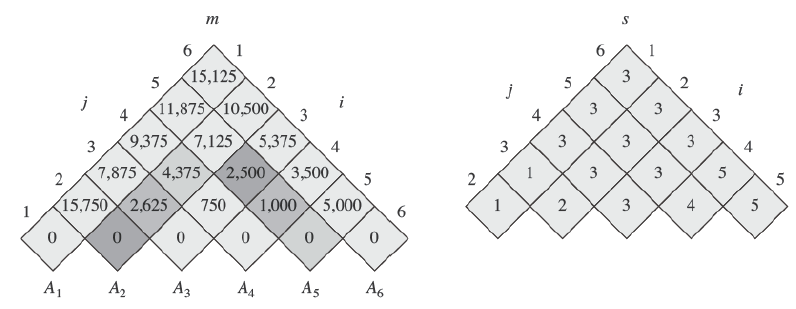 m s
6 1 6 1
15,125 3
5 2 5 2
j 11,875 10,500 i j 3 3 i
4 3 4 3
9,375 7,125 5,375 3 3 3
3 4 3 4
7,875 4,375 2,500 3,500 1 3 3 5
2 5 2 5
15,750 2,625 750 1,000 5,000 1 2 3 4 5
1 6
0 0 0 0 0 0
A1 A2 A3 A4 A5 A6